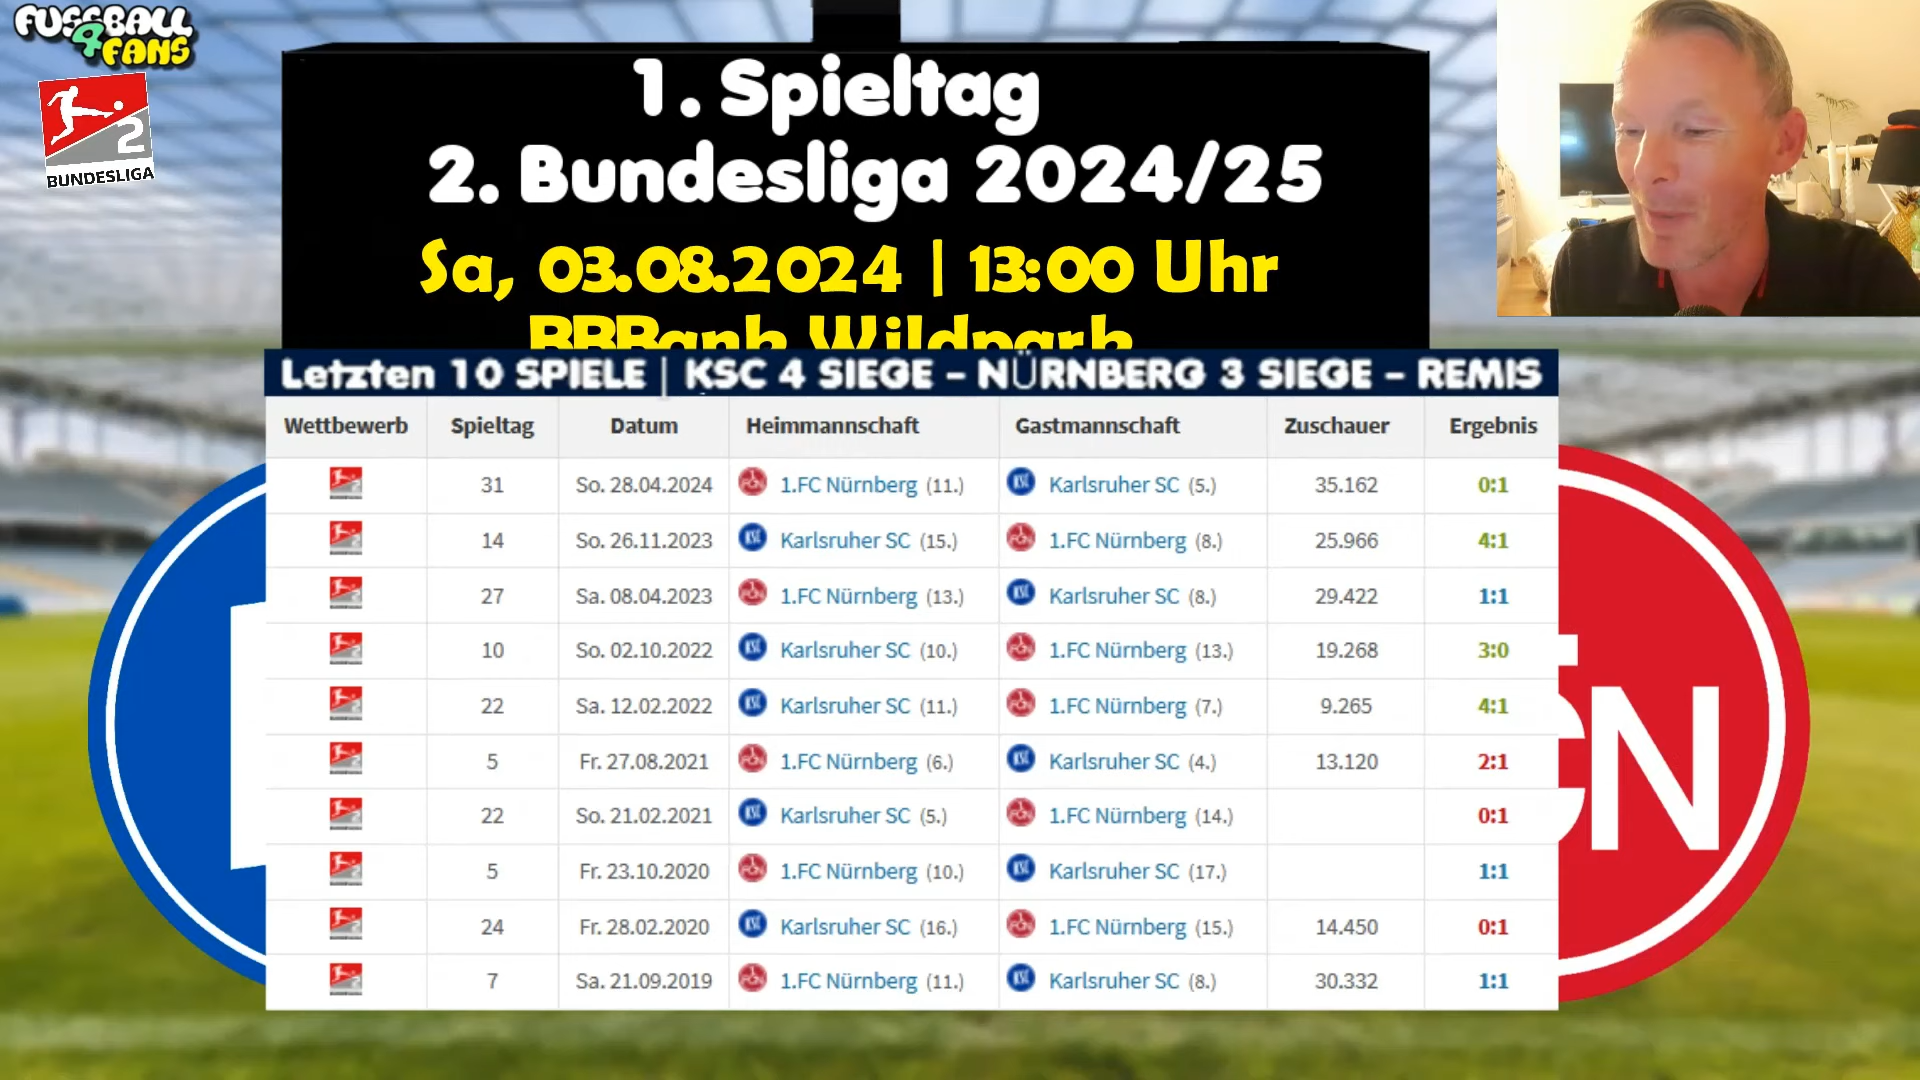 FUSSBALL
4
FANS
2
BUNDESLIGA
1. Spieltag
2. Bundesliga 2024/25
Sa, 03.08.2024 | 13:00 Uhr
BBBank Wildpark
Letzten 10 SPIELE | KSC 4 SIEGE - NÜRNBERG 3 SIEGE - REMIS
Wettbewerb Spieltag Datum Heimmannschaft Gastmannschaft Zuschauer Ergebnis
31 So. 28.04.2024 1.FC Nürnberg (11.) Karlsruher SC (5.) 35.162 0:1
14 So. 26.11.2023 Karlsruher SC (15.) 1.FC Nürnberg (8.) 25.966 4:1
27 Sa. 08.04.2023 1.FC Nürnberg (13.) Karlsruher SC (8.) 29.422 1:1
10 So. 02.10.2022 Karlsruher SC (10.) 1.FC Nürnberg (13.) 19.268 3:0
22 Sa. 12.02.2022 Karlsruher SC (11.) 1.FC Nürnberg (7.) 9.265 4:1
5 Fr. 27.08.2021 1.FC Nürnberg (6.) Karlsruher SC (4.) 13.120 2:1
22 So. 21.02.2021 Karlsruher SC (5.) 1.FC Nürnberg (14.) 0:1
5 Fr. 23.10.2020 1.FC Nürnberg (10.) Karlsruher SC (17.) 1:1
24 Fr. 28.02.2020 Karlsruher SC (16.) 1.FC Nürnberg (15.) 14.450 0:1
7 Sa. 21.09.2019 1.FC Nürnberg (11.) Karlsruher SC (8.) 30.332 1:1